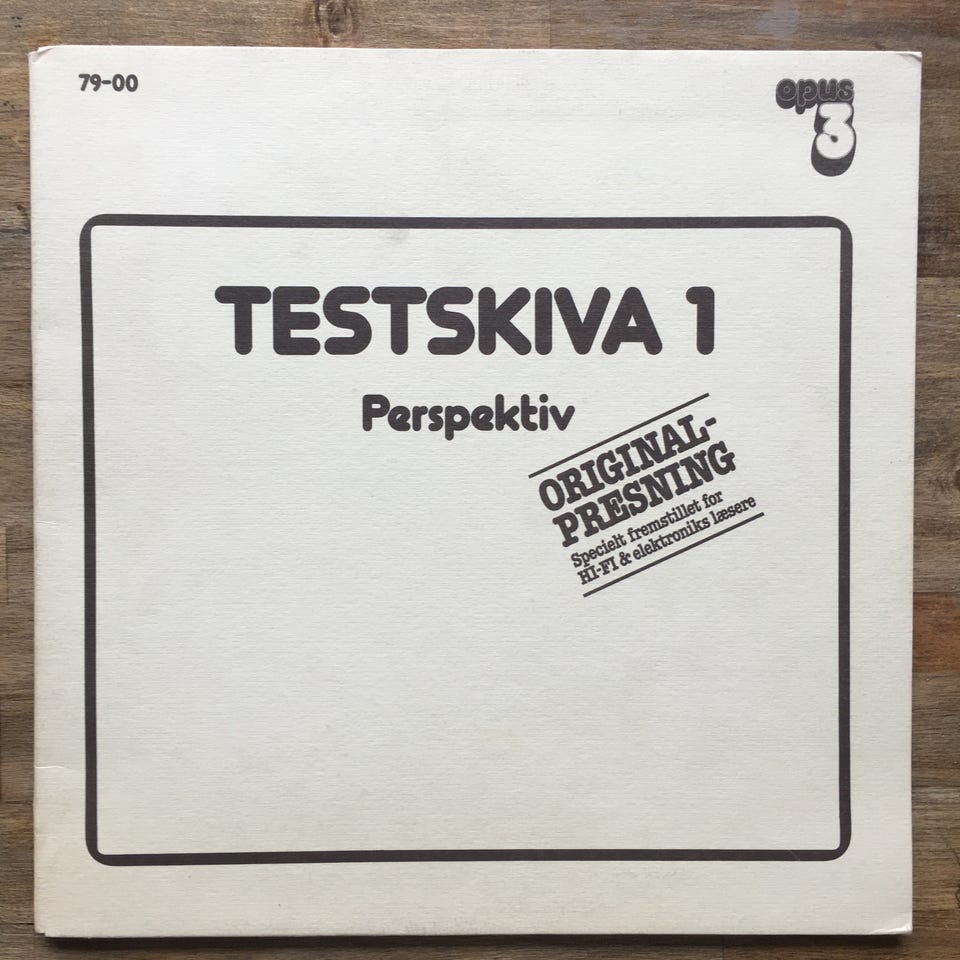 79-00
opus
3
TESTSKIVA 1
Perspektiv
ORIGINAL-
PRESNING
Specielt fremstillet for
HI-FI & elektroniks læsere